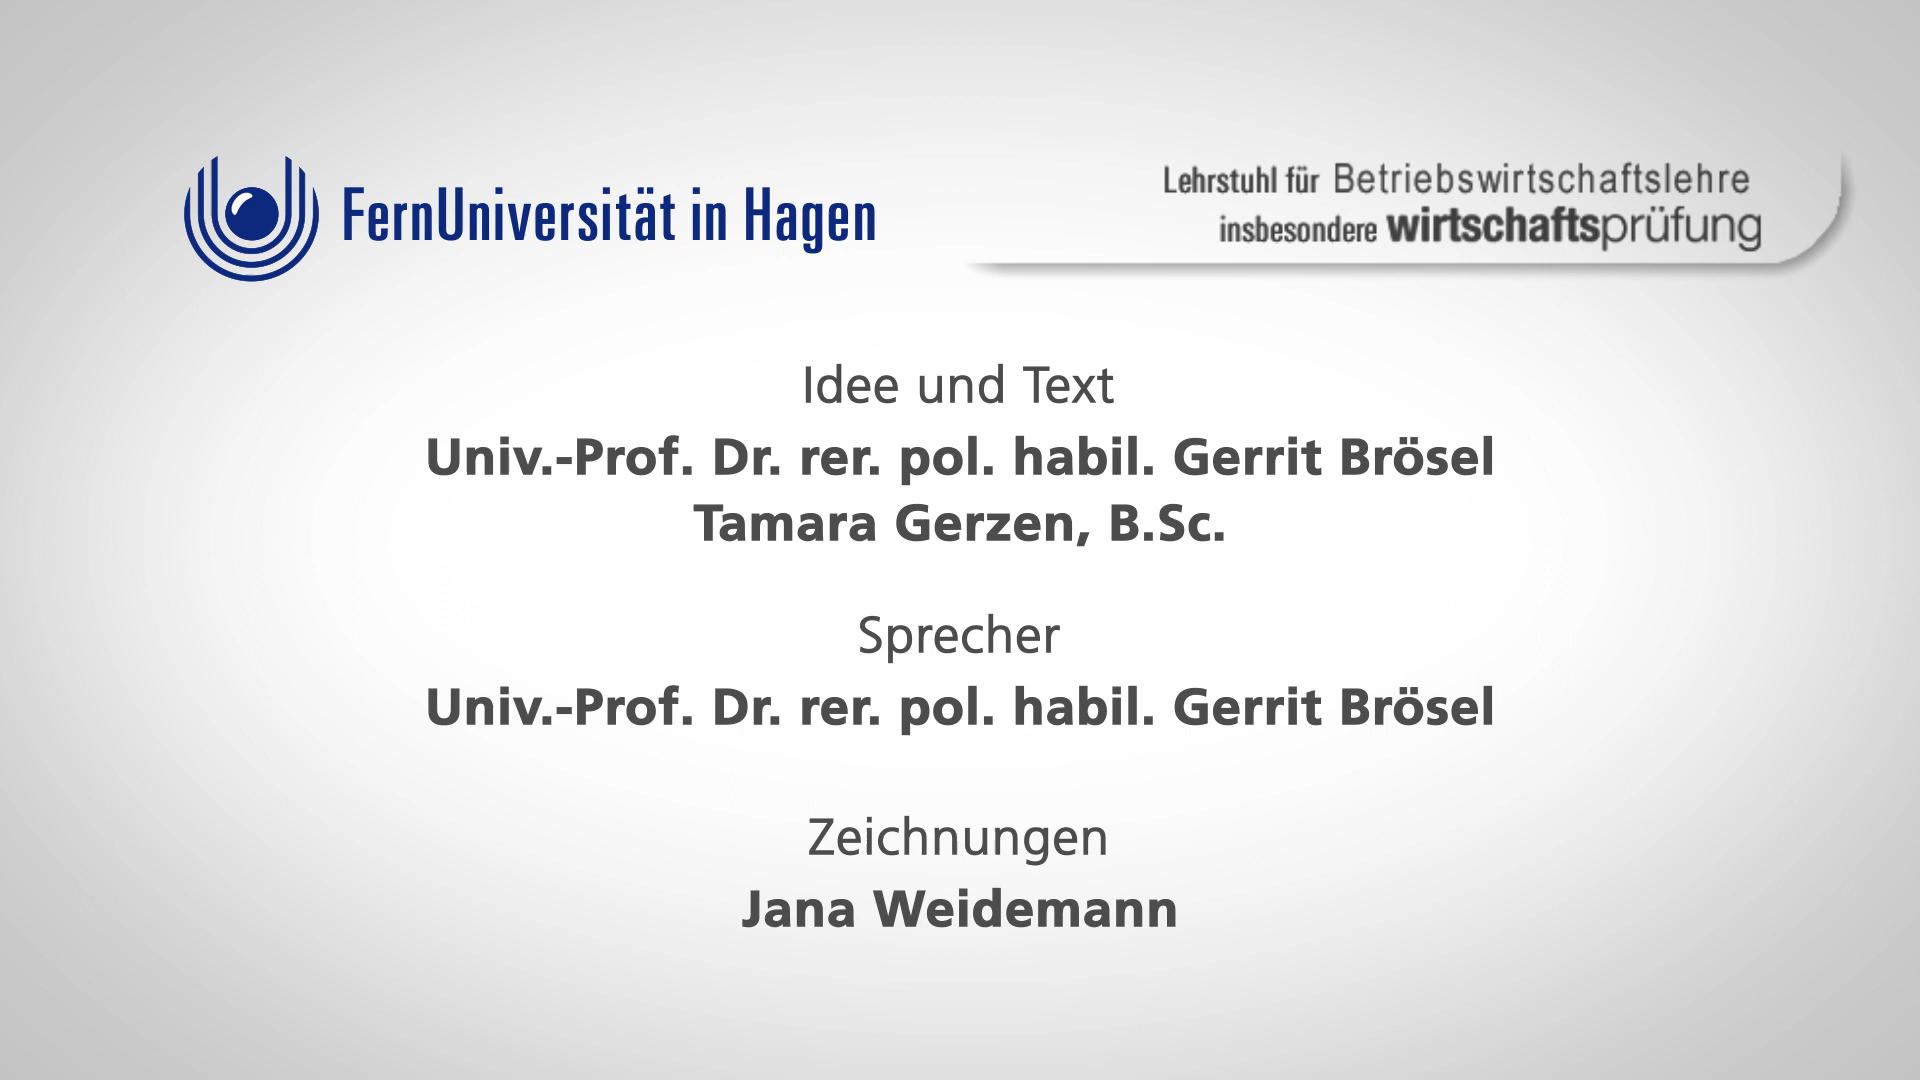 FernUniversität in Hagen
Lehrstuhl für Betriebswirtschaftslehre
insbesondere wirtschaftsprüfung
Idee und Text
Univ.-Prof. Dr. rer. pol. habil. Gerrit Brösel
Tamara Gerzen, B.Sc.
Sprecher
Univ.-Prof. Dr. rer. pol. habil. Gerrit Brösel
Zeichnungen
Jana Weidemann